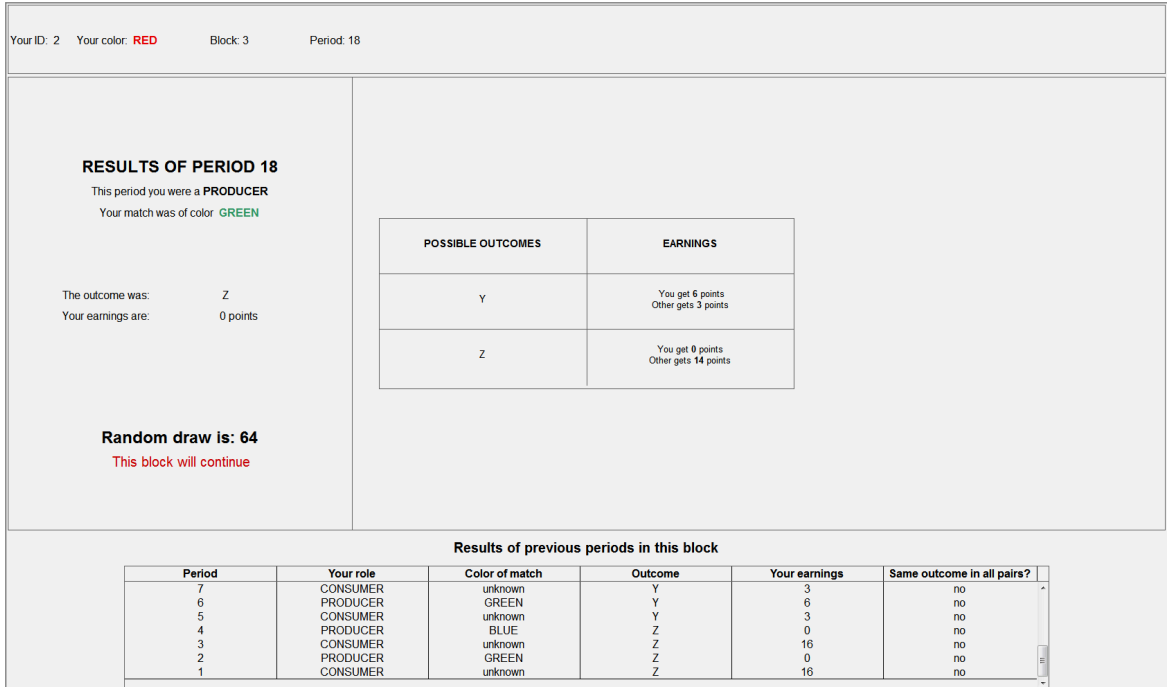 Your ID: 2 Your color: RED Block: 3 Period: 18
RESULTS OF PERIOD 18
This period you were a PRODUCER
Your match was of color GREEN
The outcome was: Z
Your earnings are: 0 points
Random draw is: 64
This block will continue
POSSIBLE OUTCOMES EARNINGS
Y You get 6 points
Other gets 3 points
Z You get 0 points
Other gets 14 points
Results of previous periods in this block
Period Your role Color of match Outcome Your earnings Same outcome in all pairs?
7 CONSUMER unknown Y 3 no
6 PRODUCER GREEN Y 6 no
5 CONSUMER unknown Y 3 no
4 PRODUCER BLUE Z 0 no
3 CONSUMER unknown Z 16 no
2 PRODUCER GREEN Z 0 no
1 CONSUMER unknown Z 16 no